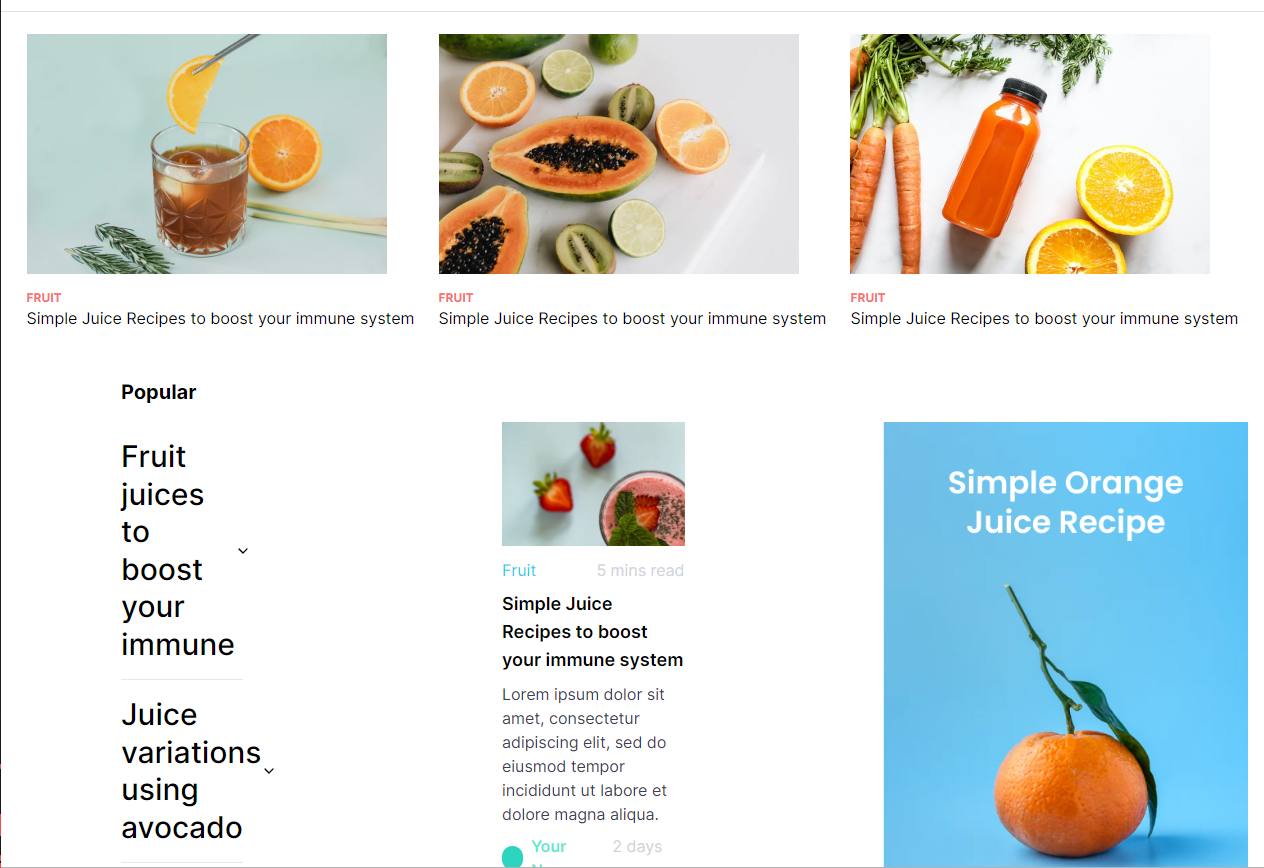 FRUIT
Simple Juice Recipes to boost your immune system
FRUIT
Simple Juice Recipes to boost your immune system
FRUIT
Simple Juice Recipes to boost your immune system
Popular
Fruit
juices
to
boost
your
immune
Juice
variations
using
avocado
Fruit 5 mins read
Simple Juice
Recipes to boost
your immune system
Lorem ipsum dolor sit
amet, consectetur
adipiscing elit, sed do
eiusmod tempor
incididunt ut labore et
dolore magna aliqua.
Your 2 days
Simple Orange
Juice Recipe